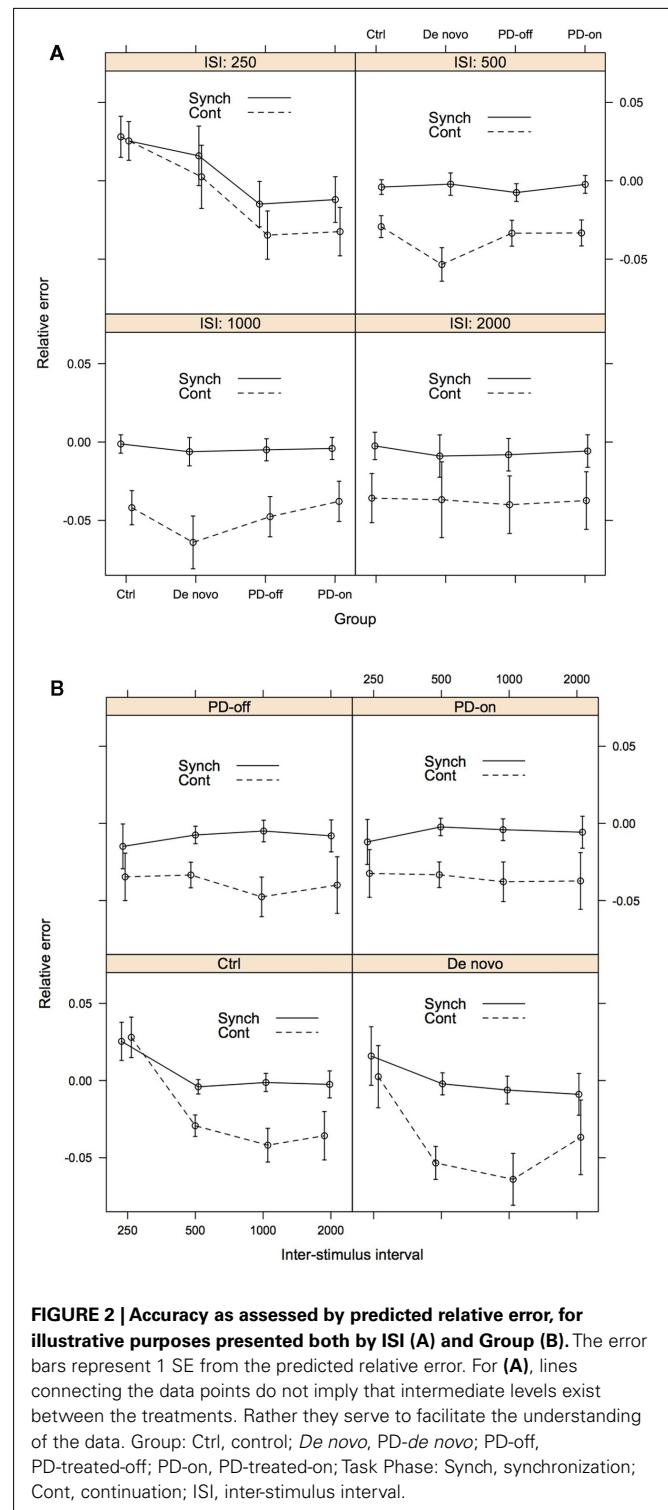 A
Ctrl De novo PD-off PD-on
ISI: 250 ISI: 500
Synch Synch
Cont Cont
0.05
0.00
-0.05
Relative error
ISI: 1000 ISI: 2000
Synch Synch
Cont Cont
0.05
0.00
-0.05
Ctrl De novo PD-off PD-on
Group
B
250 500 1000 2000
PD-off PD-on
Synch Synch
Cont Cont
0.05
0.00
-0.05
Relative error
Ctrl De novo
Synch Synch
Cont Cont
0.05
0.00
-0.05
250 500 1000 2000
Inter-stimulus interval
FIGURE 2 | Accuracy as assessed by predicted relative error, for
illustrative purposes presented both by ISI (A) and Group (B). The error
bars represent 1 SE from the predicted relative error. For (A), lines
connecting the data points do not imply that intermediate levels exist
between the treatments. Rather they serve to facilitate the understanding
of the data. Group: Ctrl, control; De novo, PD-de novo; PD-off,
PD-treated-off; PD-on, PD-treated-on; Task Phase: Synch, synchronization;
Cont, continuation; ISI, inter-stimulus interval.